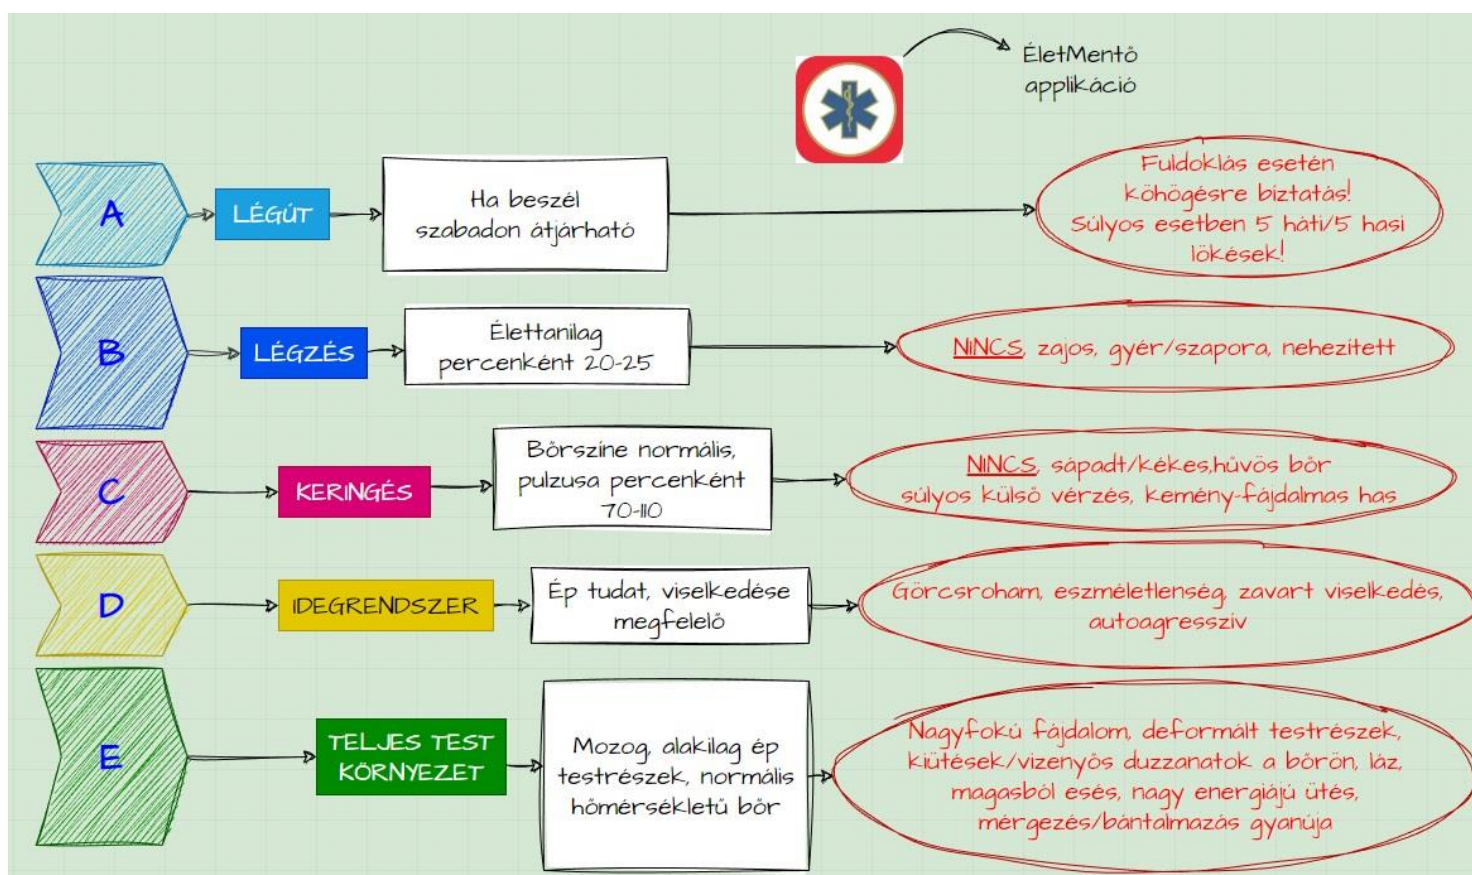 ÉletMentő
applikáció
A
LÉGÚT
Ha beszél
szabadon átjárható
Fuldoklás esetén
köhögésre biztatás!
Súlyos esetben 5 háti/5 hasi
lökések!
B
LÉGZÉS
Élettanilag
percenként 20-25
NINCS, zajos, gyér/szapora, nehezített
C
KERINGÉS
Bőrszíne normális,
pulzusa percenként
70-110
NINCS, sápadt/kékes,hűvös bőr
súlyos külső vérzés, kemény-fájdalmas has
D
IDEGRENDSZER
Ép tudat, viselkedése
megfelelő
Görcsroham, eszméletlenség, zavart viselkedés,
autoagresszív
E
TELJES TEST
KÖRNYEZET
Mozog, alakilag ép
testrészek, normális
hőmérsékletű bőr
Nagyfokú fájdalom, deformált testrészek,
kiütések/vizenyős duzzanatok a bőrön, láz,
magasból esés, nagy energiájú ütés,
mérgezés/bántalmazás gyanúja